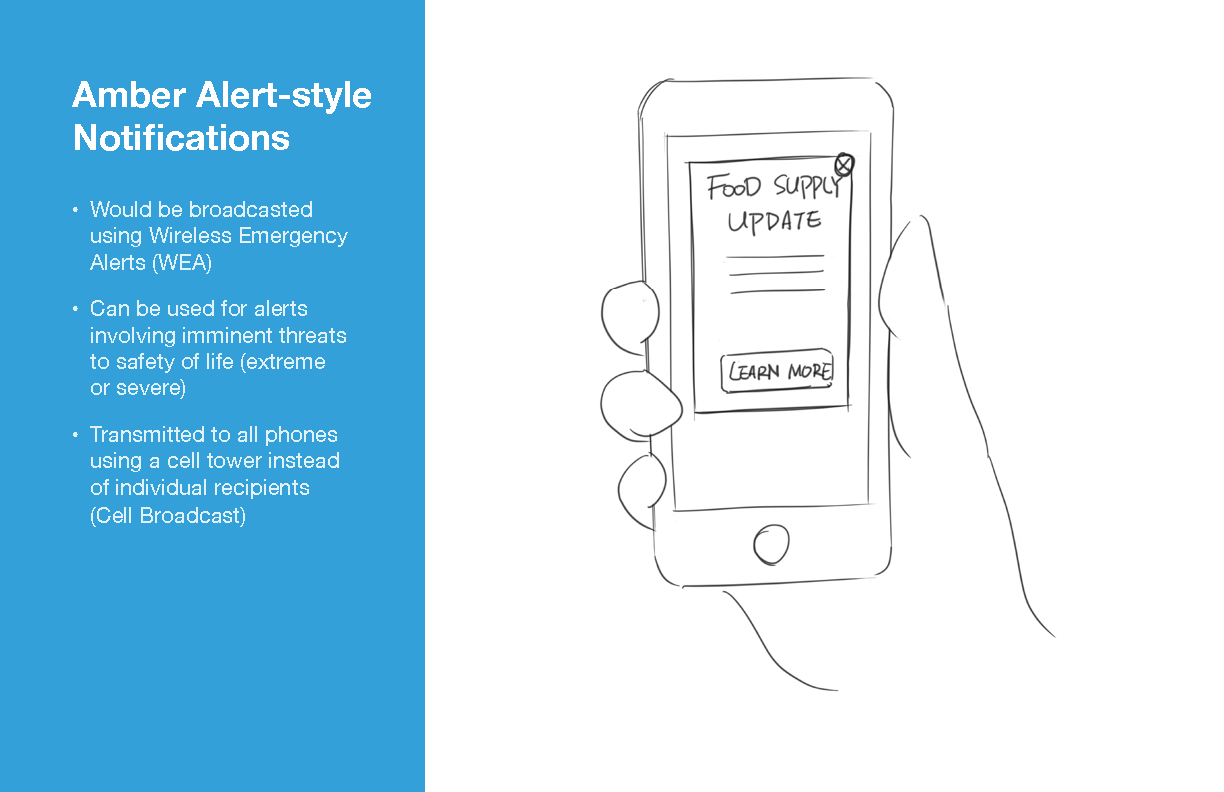 Amber Alert-style
Notifications
• Would be broadcasted
using Wireless Emergency
Alerts (WEA)
• Can be used for alerts
involving imminent threats
to safety of life (extreme
or severe)
• Transmitted to all phones
using a cell tower instead
of individual recipients
(Cell Broadcast)
FOOD SUPPLY
UPDATE
LEARN MORE